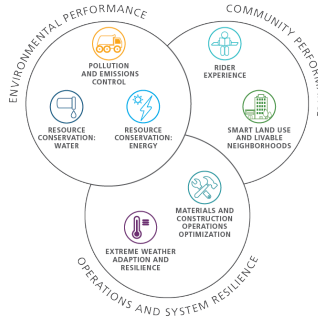 ENVIRONMENTAL PERFORMANCE
POLLUTION
AND EMISSIONS
CONTROL
RESOURCE
CONSERVATION:
WATER
RESOURCE
CONSERVATION:
ENERGY
COMMUNITY
RIDER
EXPERIENCE
SMART LAND USE
AND LIVABLE
NEIGHBORHOODS
MATERIALS AND
CONSTRUCTION
OPERATIONS
OPTIMIZATION
EXTREME WEATHER
ADAPTION AND
RESILIENCE
OPERATIONS AND SYSTEM RESILIENCE